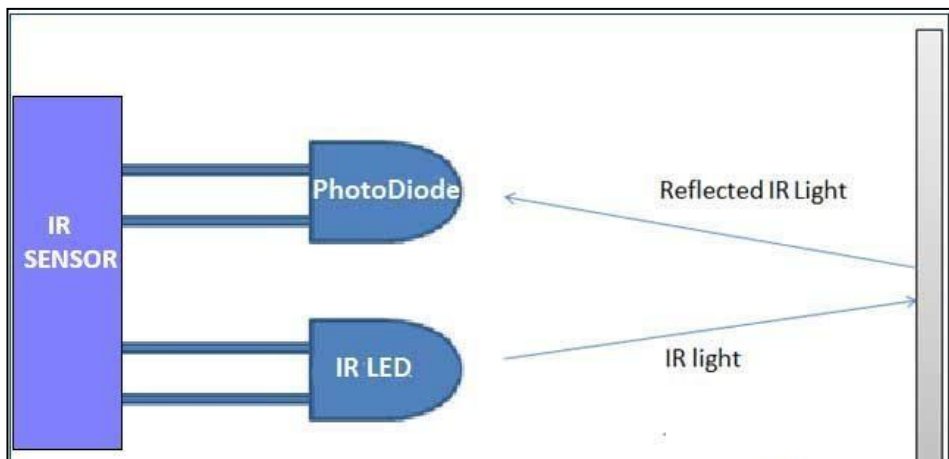 PhotoDiode
Reflected IR Light
IR
SENSOR
IR LED
IR light